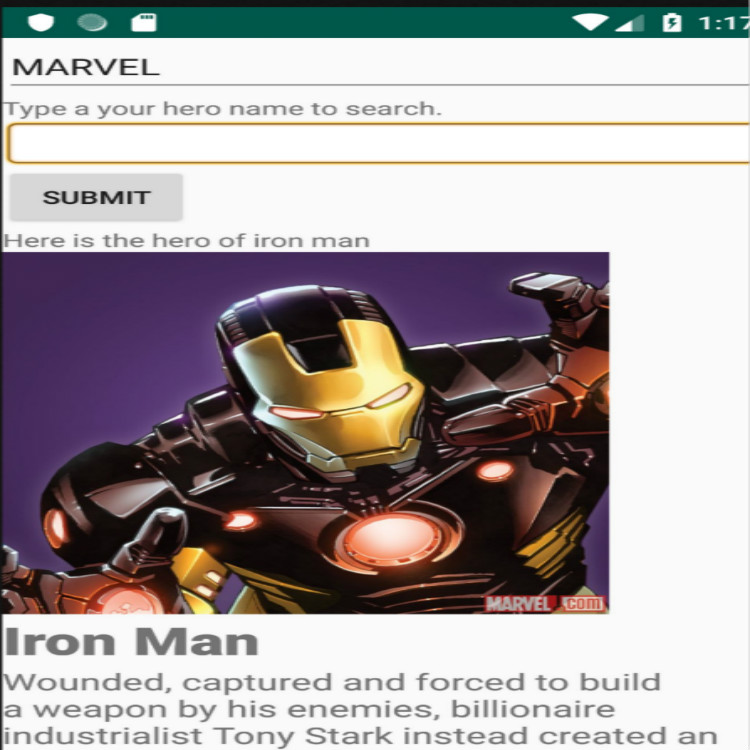 1:17
MARVEL
Type a your hero name to search.
SUBMIT
Here is the hero of iron man
MARVEL.com
Iron Man
Wounded, captured and forced to build
a weapon by his enemies, billionaire
industrialist Tony Stark instead created an